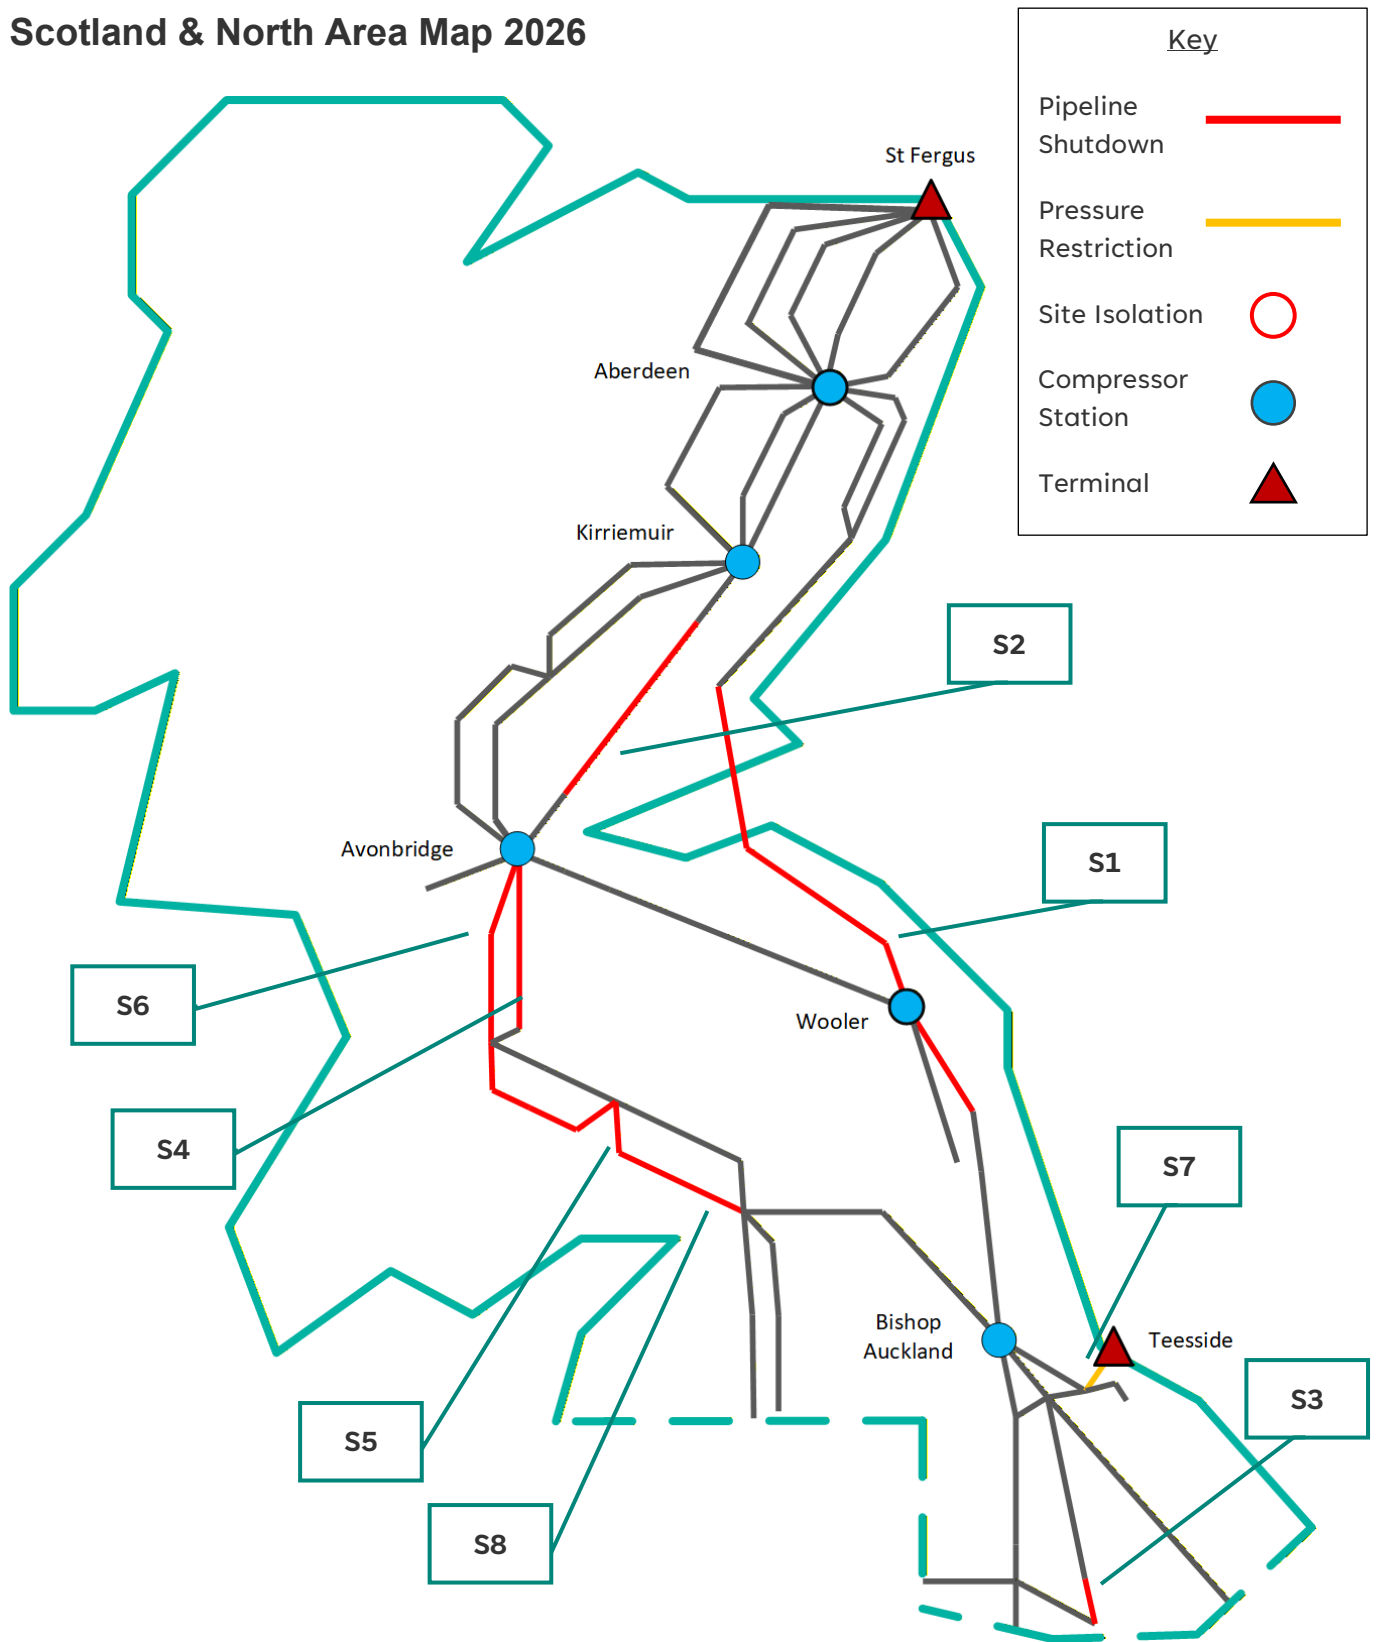 Scotland & North Area Map 2026
Key
Pipeline
Shutdown
Pressure
Restriction
Site Isolation
Compressor
Station
Terminal
St Fergus
Aberdeen
Kirriemuir
S2
S1
Avonbridge
S6
Wooler
S4
S7
Bishop
Auckland
Teesside
S3
S5
S8